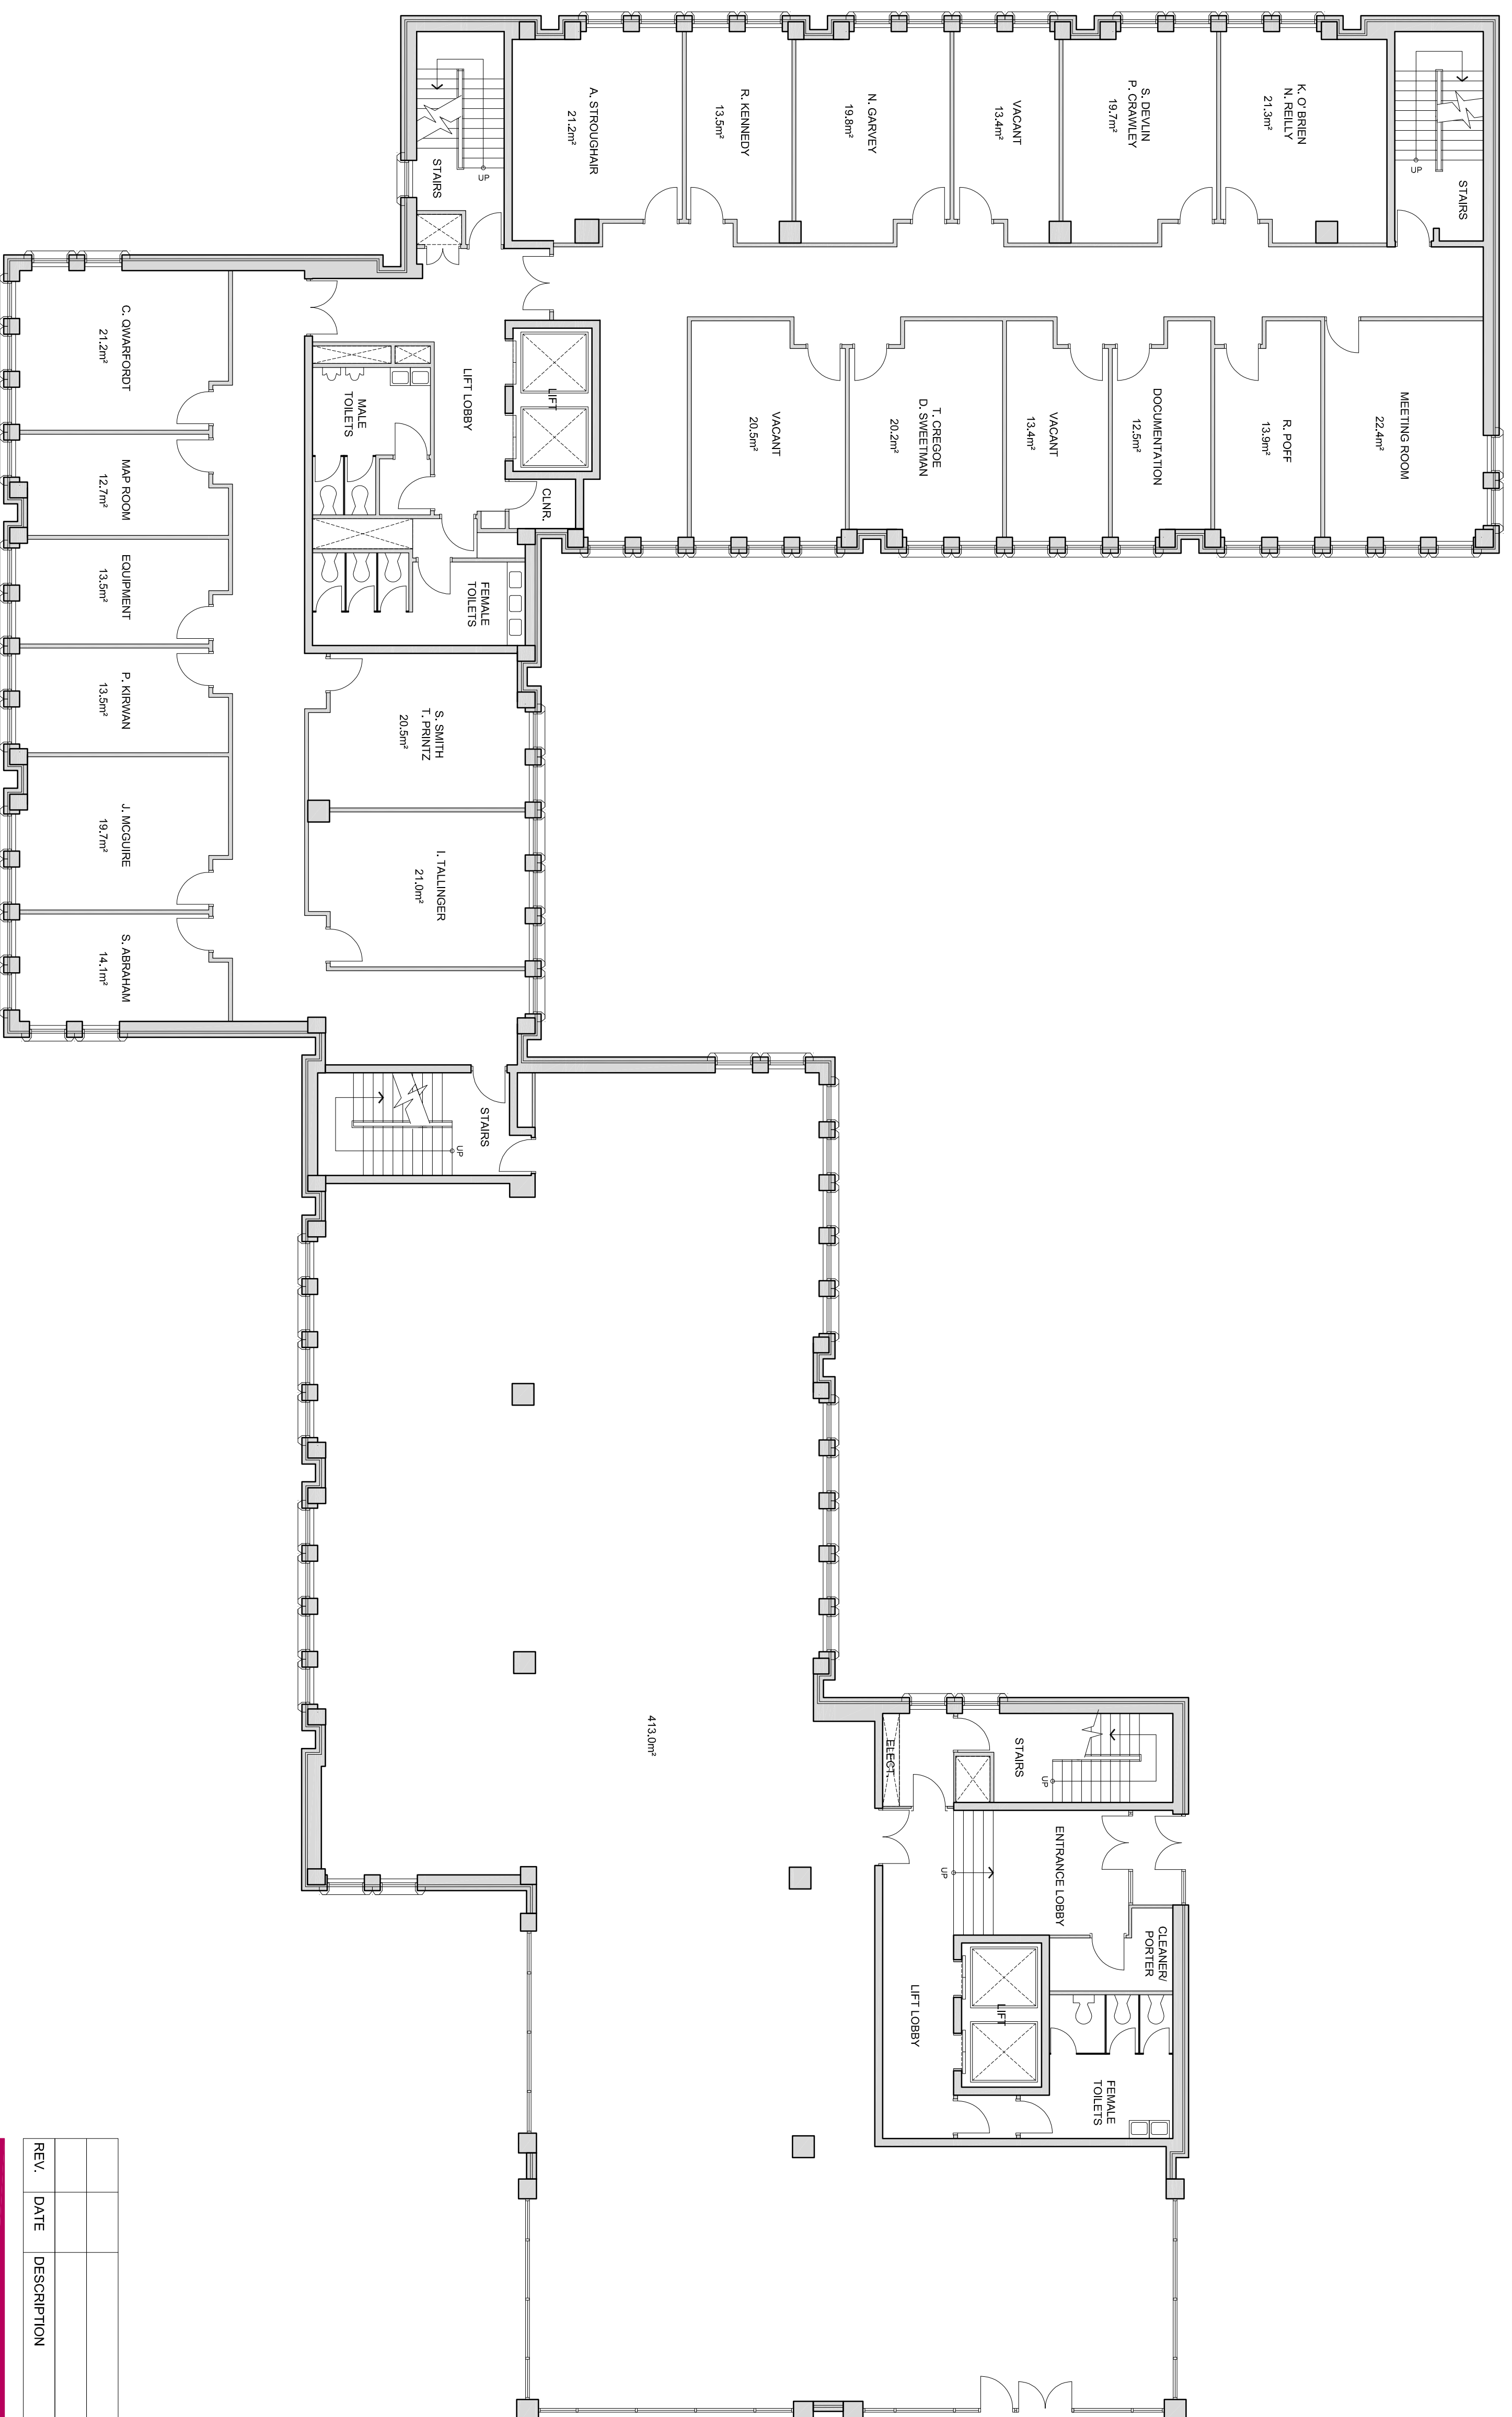 K. O' BRIEN
N. REILLY
21.3m²
S. DEVLIN
P. CRAWLEY
19.7m²
VACANT
13.4m²
N. GARVEY
19.8m²
R. KENNEDY
13.5m²
A. STROUGHAIR
21.2m²
STAIRS
UP
STAIRS
UP
MEETING ROOM
22.4m²
R. POFF
13.9m²
DOCUMENTATION
12.5m²
VACANT
13.4m²
T. CREGOE
D. SWEETMAN
20.2m²
VACANT
20.5m²
LIFT
LIFT LOBBY
CLNR.
MALE
TOILETS
FEMALE
TOILETS
C. QWARFORDT
21.2m²
MAP ROOM
12.7m²
EQUIPMENT
13.5m²
P. KIRWAN
13.5m²
J. MCGUIRE
19.7m²
S. ABRAHAM
14.1m²
S. SMITH
T. PRINTZ
20.5m²
I. TALLINGER
21.0m²
STAIRS
UP
413.0m²
STAIRS
UP
ELECT.
ENTRANCE LOBBY
UP
CLEANER/
PORTER
LIFT
LIFT LOBBY
FEMALE
TOILETS
REV. DATE DESCRIPTION